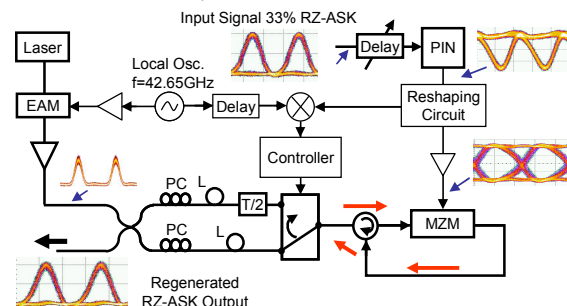 Input Signal 33% RZ-ASK
Laser
Delay
PIN
Local Osc.
f=42.65GHz
EAM
Delay
Reshaping
Circuit
Controller
PC
L
T/2
PC
L
MZM
Regenerated
RZ-ASK Output